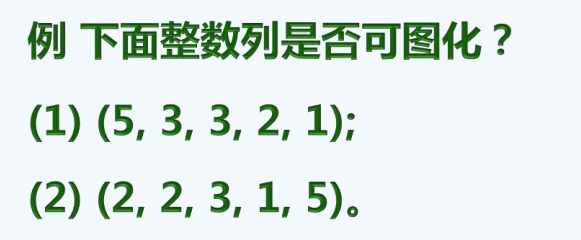 例 下面整数列是否可图化？
(1) (5, 3, 3, 2, 1);
(2) (2, 2, 3, 1, 5)。